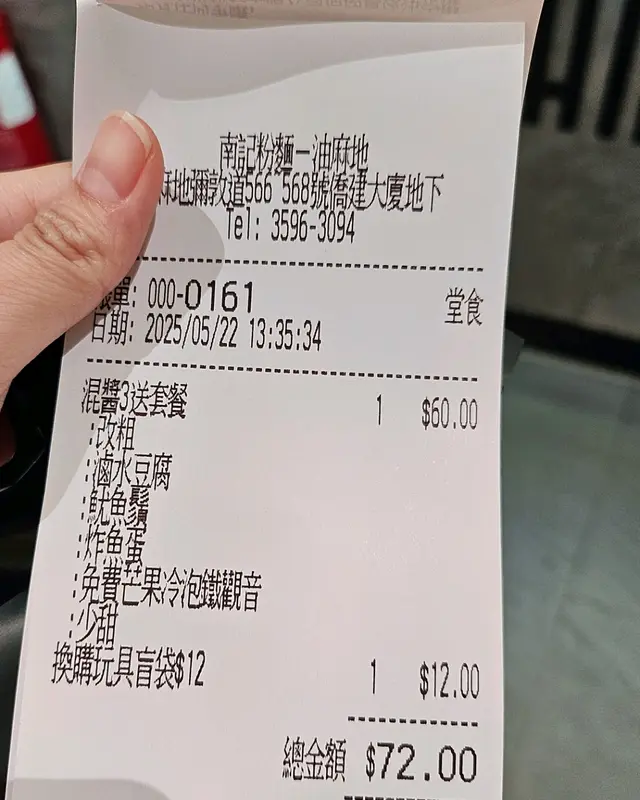 南記粉麵－油麻地
麻地彌敦道566 568號僑建大廈地下
Tel: 3596-3094
賬單: 000-0161
堂食
日期: 2025/05/22 13:35:34
混醬3送套餐 1 $60.00
:改粗
:滷水豆腐
:魷魚鬚
:炸魚蛋
:免費芒果冷泡鐵觀音
:少甜
換購玩具盲袋$12 1 $12.00
總金額 $72.00